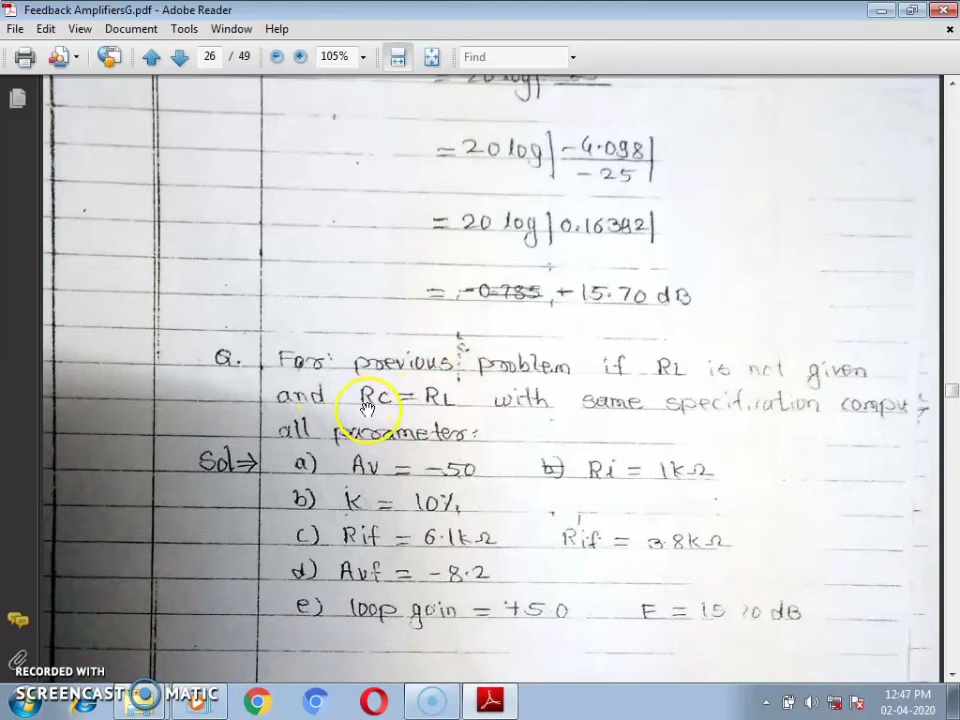 Feedback AmplifiersG.pdf - Adobe Reader
File Edit View Document Tools Window Help
26 / 49 105% Find
= 20 log|
= 20 log |-4.098 / -25|
= 20 log |0.16392|
= -0.785, +15.70 dB
Q. For previous problem if RL is not given
and RC = RL with same specification compu
all parameter:
Sol⇒ a) Av = -50 b) Ri = 1kΩ
b) K = 10%
c) Rif = 6.1kΩ Rif = 3.8kΩ
d) Avf = -8.2
e) loop gain = +5.0 F = 15.70 dB
RECORDED WITH
SCREENCAST MATIC
12:47 PM
02-04-2020